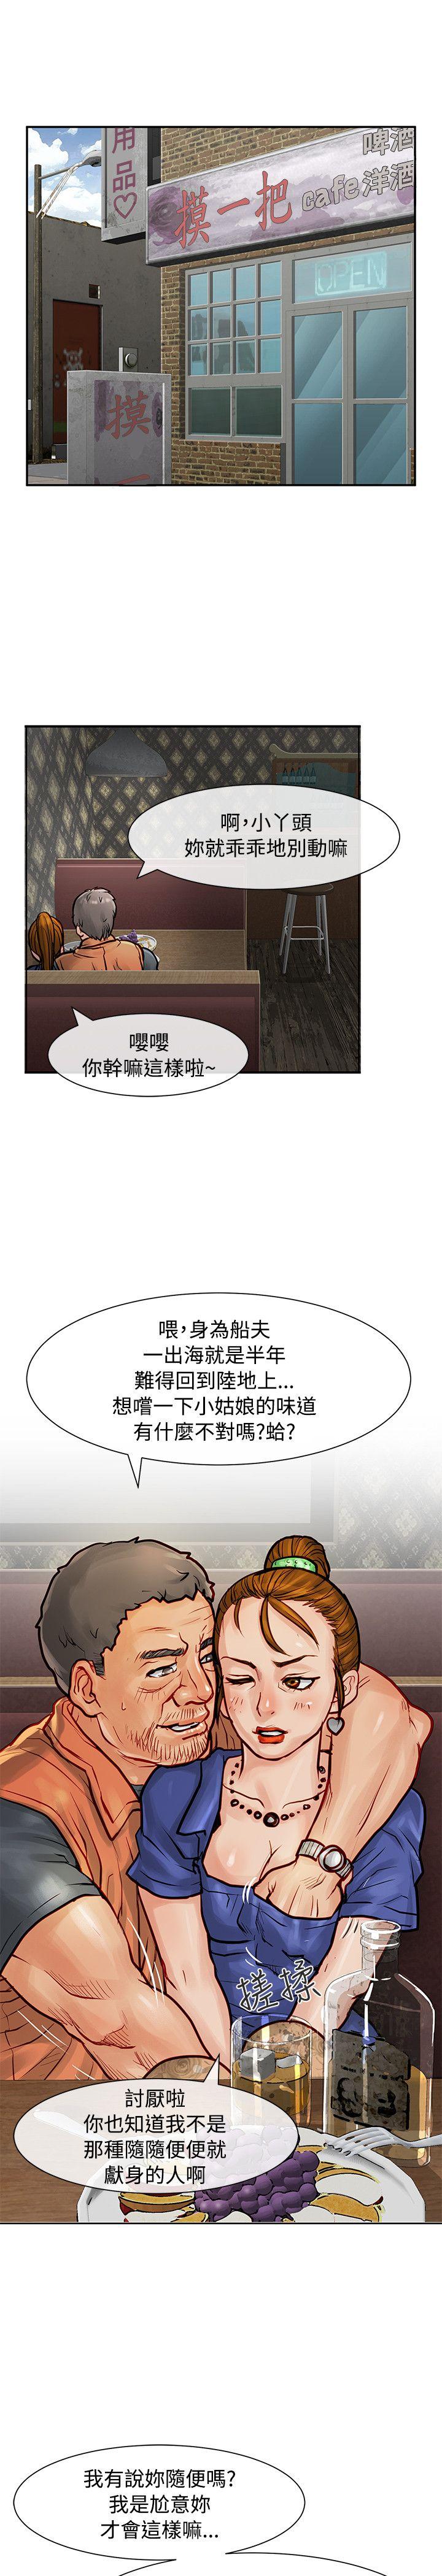 用
品♡
啤酒
摸一把 cafe 洋酒
OPEN
摸
一
啊，小丫頭
妳就乖乖地別動嘛
嚶嚶
你幹嘛這樣啦~
喂，身為船夫
一出海就是半年
難得回到陸地上...
想嚐一下小姑娘的味道
有什麼不對嗎?蛤?
搓揉
討厭啦
你也知道我不是
那種隨隨便便就
獻身的人啊
我有說妳隨便嗎?
我是尬意妳
才會這樣嘛...